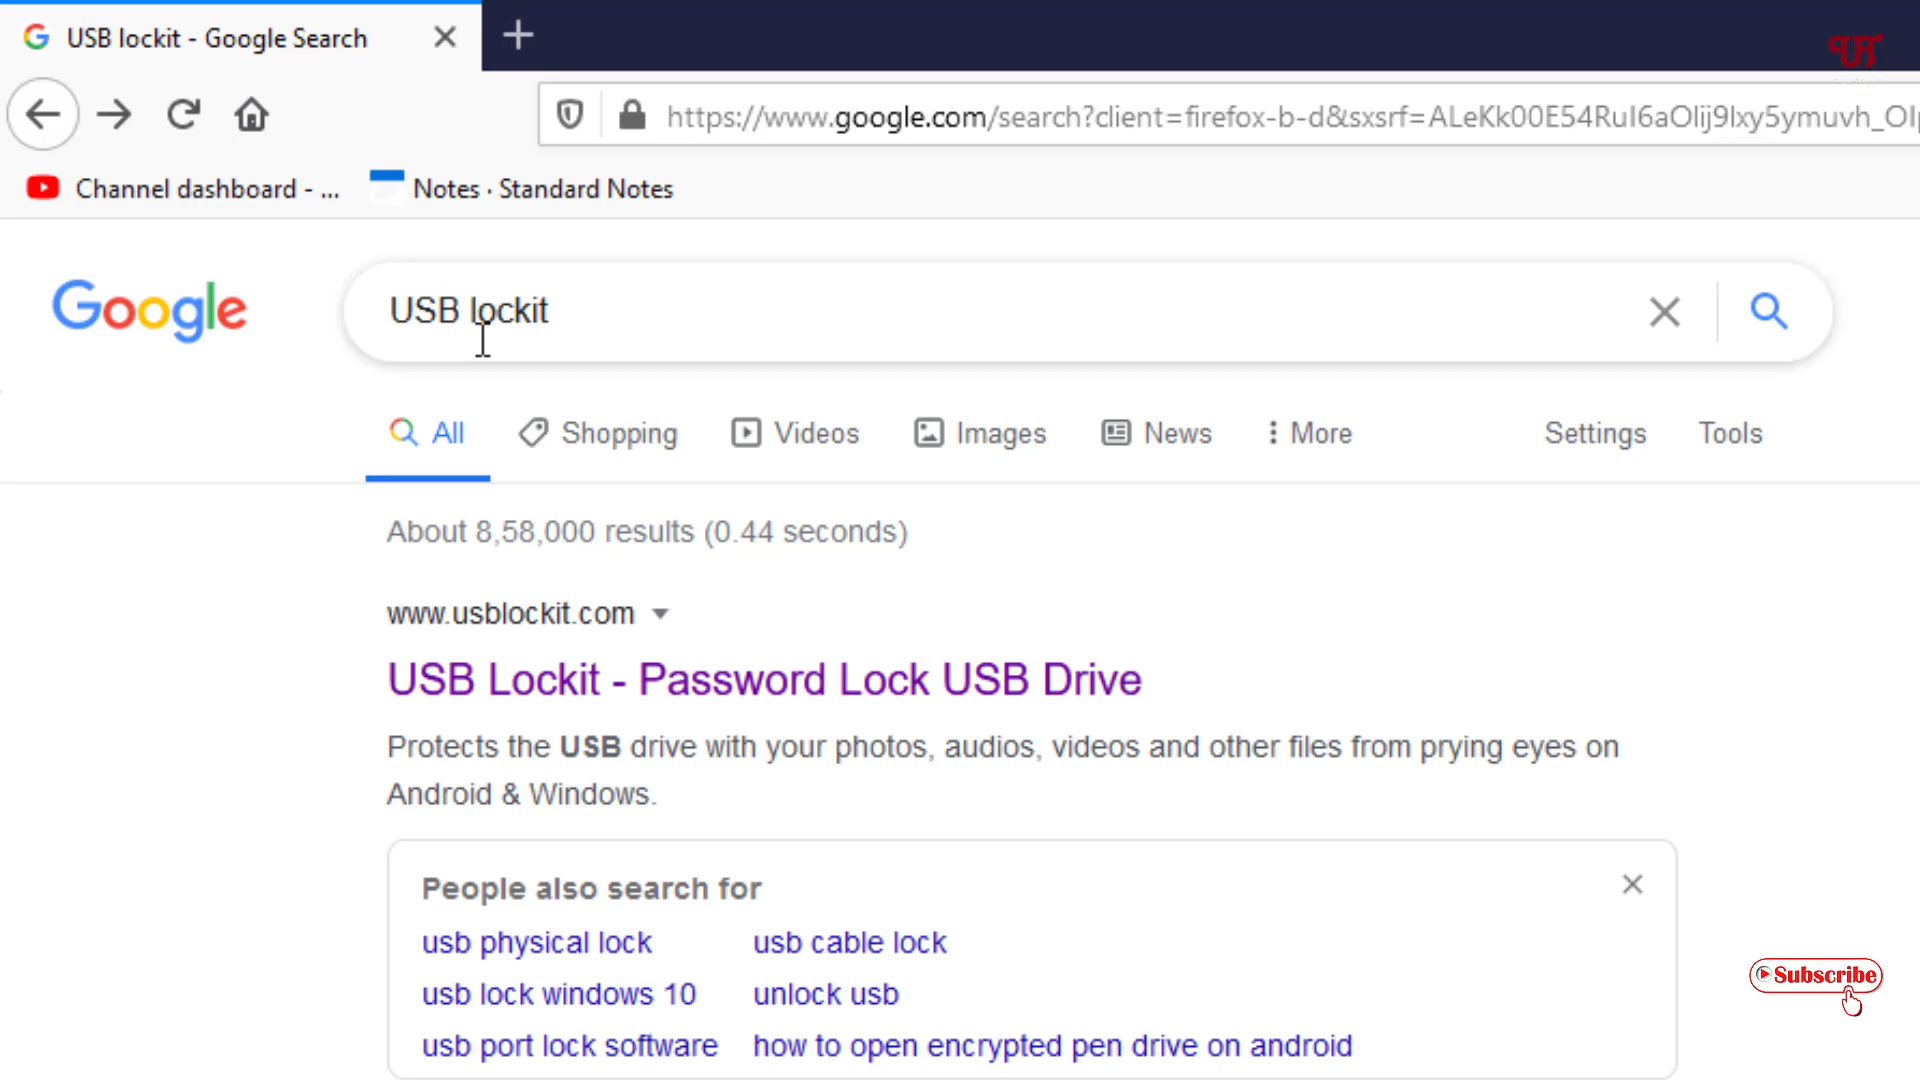 USB lockit - Google Search
https://www.google.com/search?client=firefox-b-d&sxsrf=
Channel dashboard - ...
Notes · Standard Notes
Google
USB lockit
All
Shopping
Videos
Images
News
More
Settings
Tools
About 8,58,000 results (0.44 seconds)
www.usblockit.com
USB Lockit - Password Lock USB Drive
Protects the USB drive with your photos, audios, videos and other files from prying eyes on
Android & Windows.
People also search for
usb physical lock
usb cable lock
usb lock windows 10
unlock usb
usb port lock software
how to open encrypted pen drive on android
Subscribe